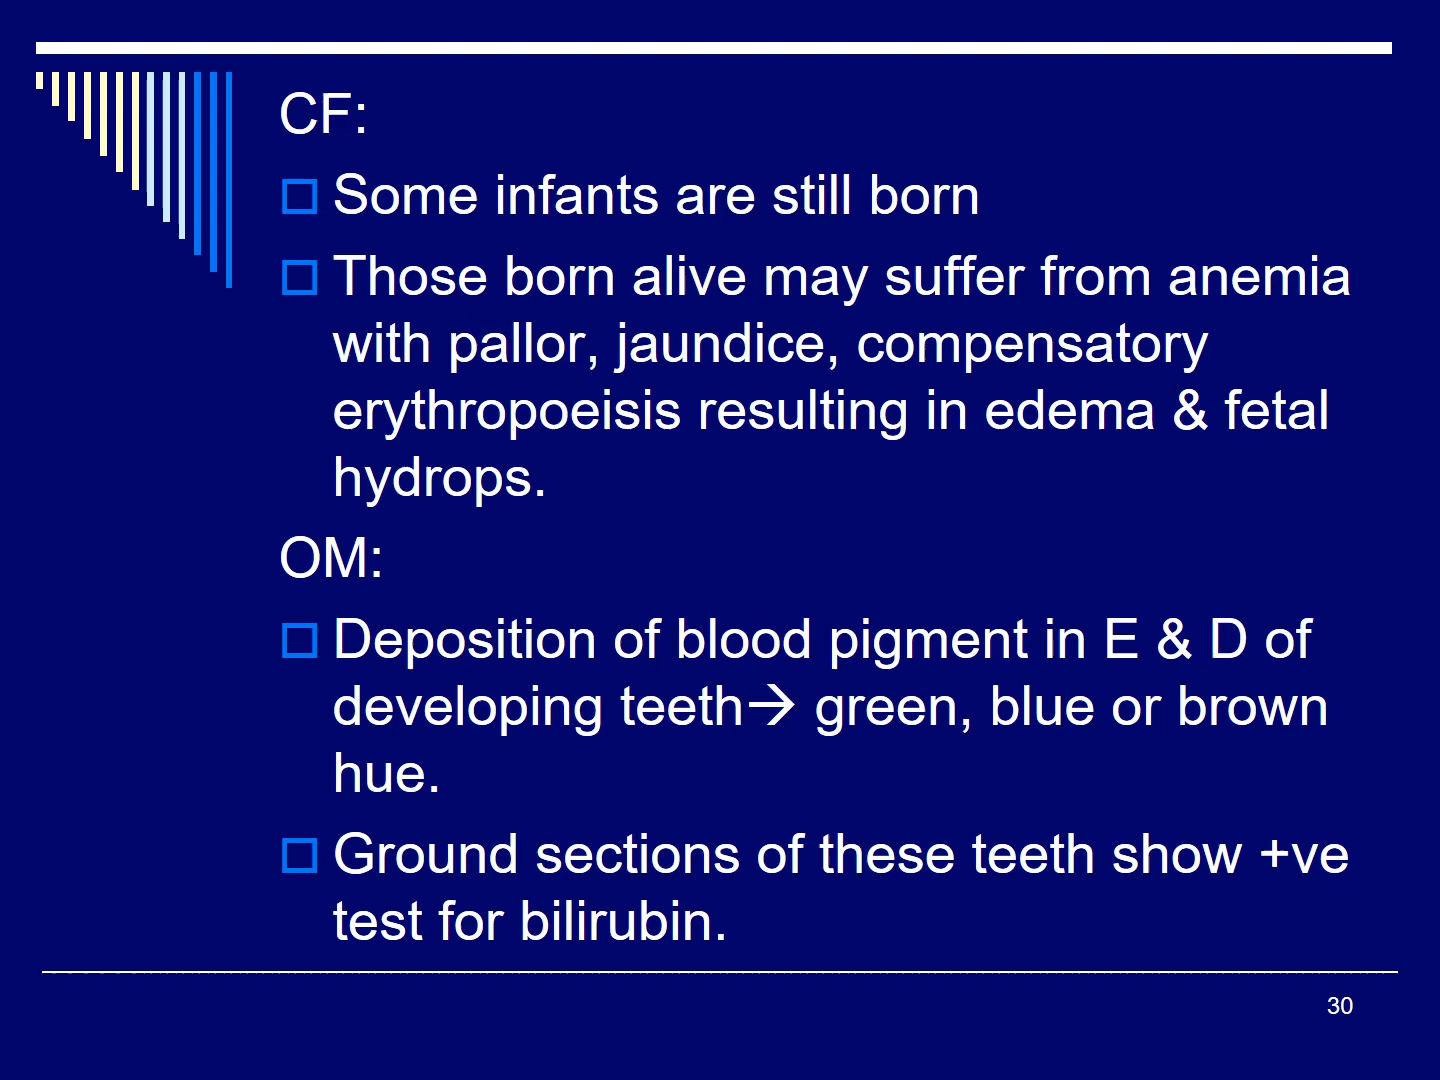 CF:
Some infants are still born
Those born alive may suffer from anemia
with pallor, jaundice, compensatory
erythropoeisis resulting in edema & fetal
hydrops.
OM:
Deposition of blood pigment in E & D of
developing teeth→ green, blue or brown
hue.
Ground sections of these teeth show +ve
test for bilirubin.
30